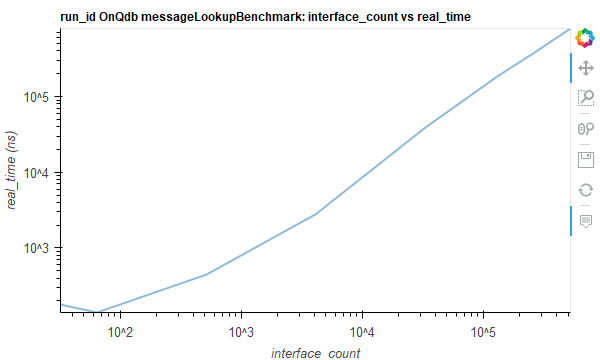 run_id OnQdb messageLookupBenchmark: interface_count vs real_time
real_time (ns)
10^5
10^4
10^3
10^2
10^3
10^4
10^5
interface_count